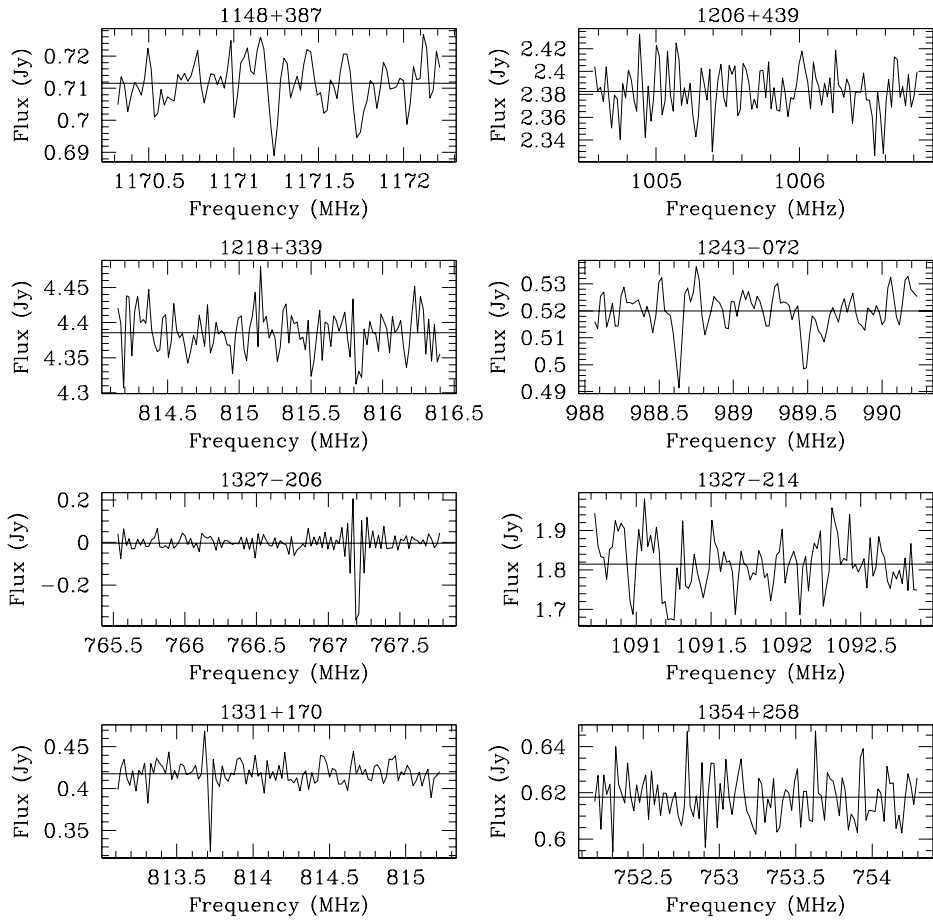 1148+387
Flux (Jy)
0.72
0.71
0.7
0.69
1170.5 1171 1171.5 1172
Frequency (MHz)
1206+439
Flux (Jy)
2.42
2.4
2.38
2.36
2.34
1005 1006
Frequency (MHz)
1218+339
Flux (Jy)
4.45
4.4
4.35
4.3
814.5 815 815.5 816 816.5
Frequency (MHz)
1243−072
Flux (Jy)
0.53
0.52
0.51
0.5
0.49
988 988.5 989 989.5 990
Frequency (MHz)
1327−206
Flux (Jy)
0.2
0
−0.2
765.5 766 766.5 767 767.5
Frequency (MHz)
1327−214
Flux (Jy)
1.9
1.8
1.7
1091 1091.5 1092 1092.5
Frequency (MHz)
1331+170
Flux (Jy)
0.45
0.4
0.35
813.5 814 814.5 815
Frequency (MHz)
1354+258
Flux (Jy)
0.64
0.62
0.6
752.5 753 753.5 754
Frequency (MHz)